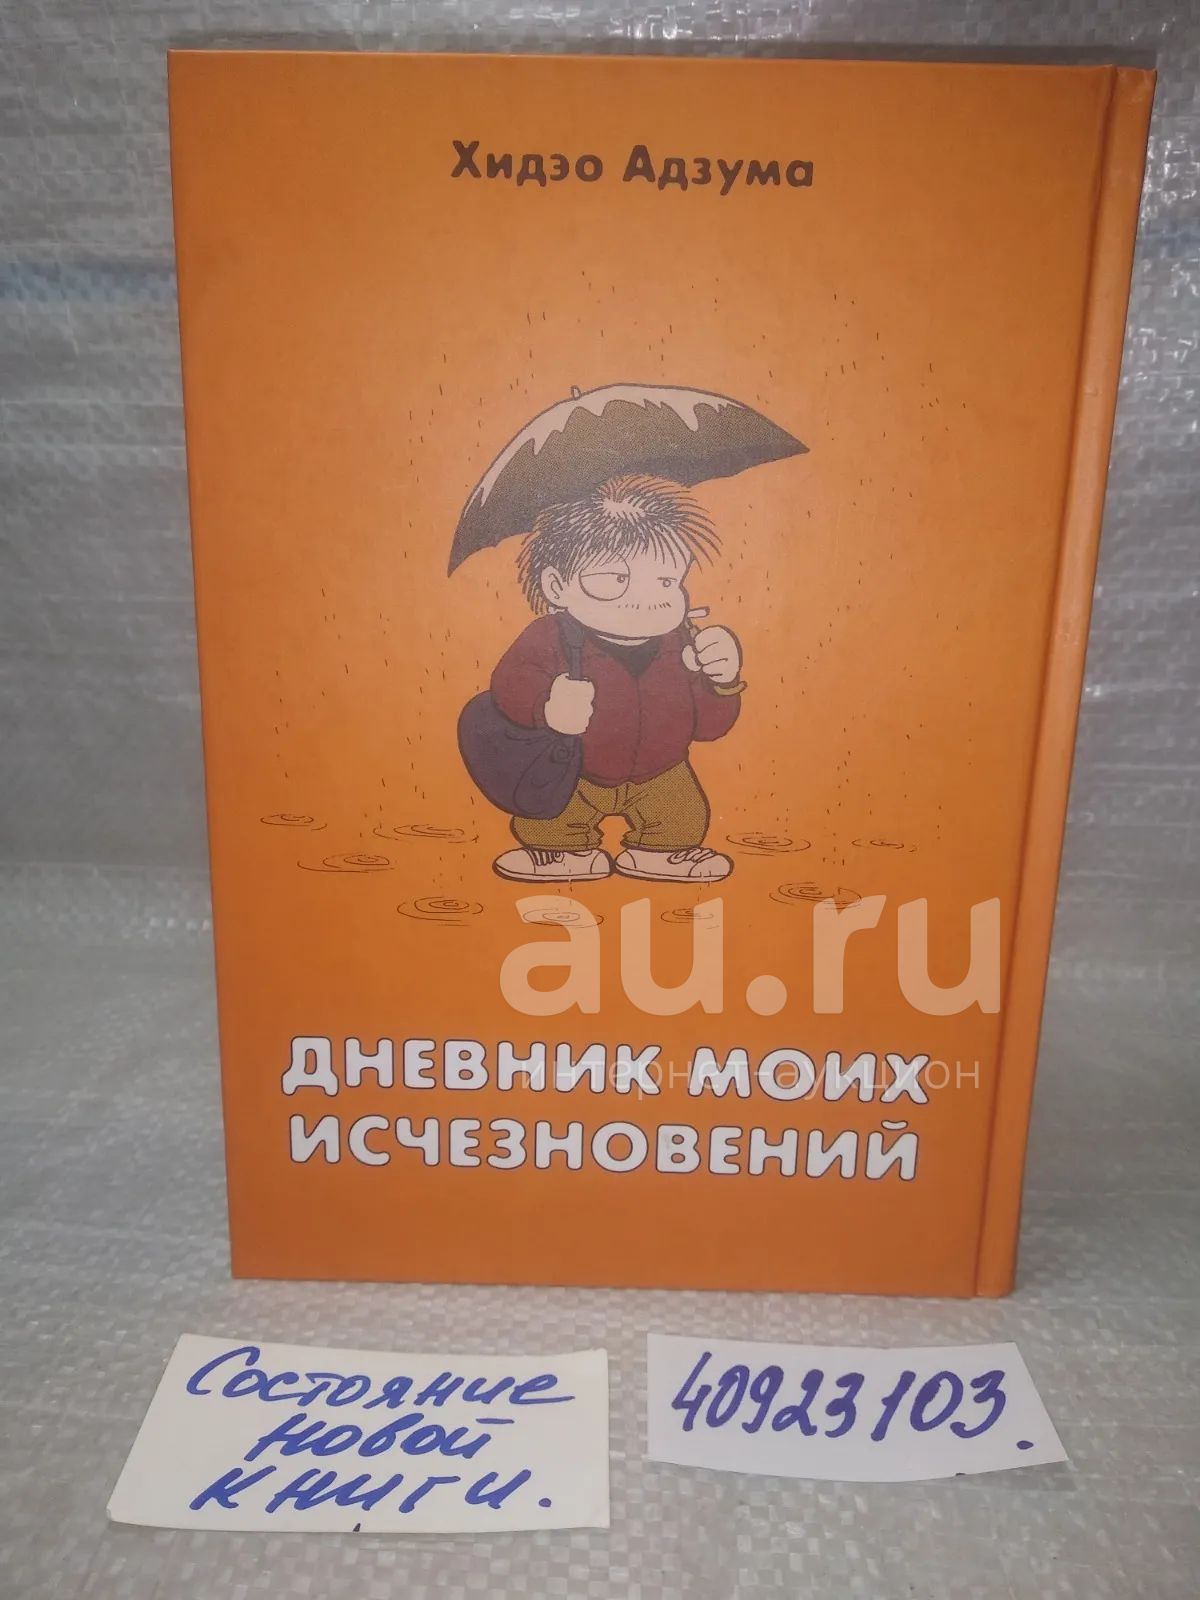 Хидэо Адзума
au.ru
интернет-аукцион
ДНЕВНИК МОИХ
ИСЧЕЗНОВЕНИЙ
Состояние
новой
книги.
40923103.